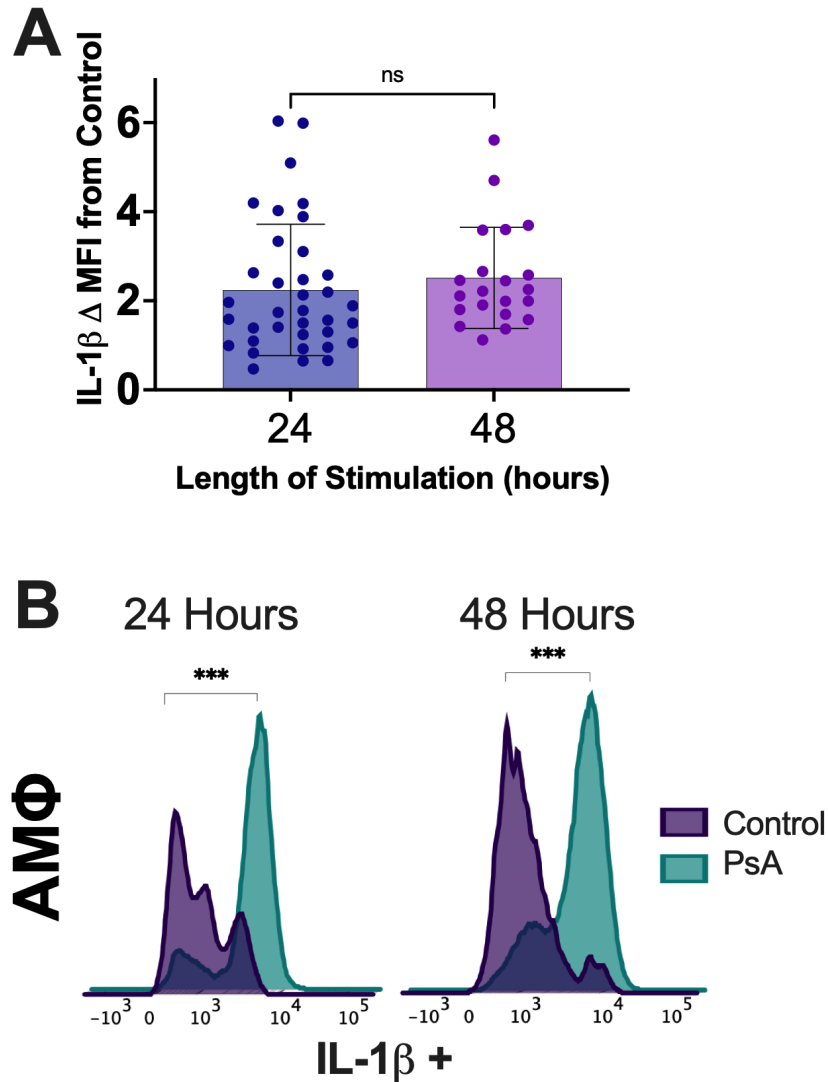 A
IL-1β Δ MFI from Control
ns
6
4
2
0
24
48
Length of Stimulation (hours)
B
24 Hours
48 Hours
***
***
AMΦ
Control
PsA
-10³ 0 10³ 10⁴ 10⁵
-10³ 0 10³ 10⁴ 10⁵
IL-1β +